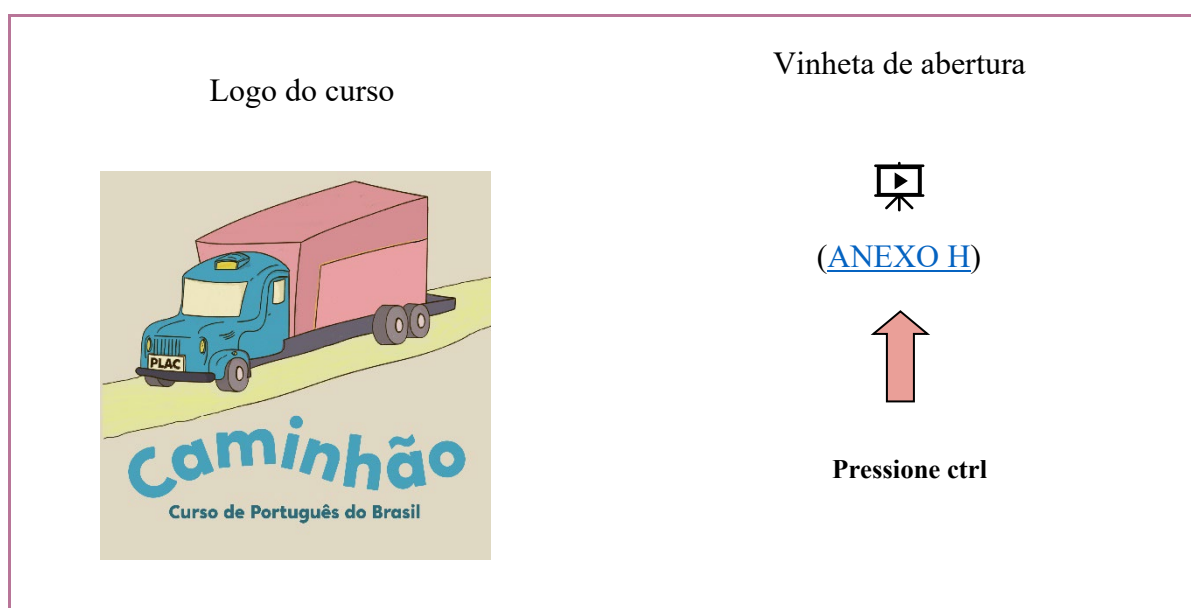 Logo do curso
Vinheta de abertura
PLAC
Caminhão
Curso de Português do Brasil
(ANEXO H)
Pressione ctrl